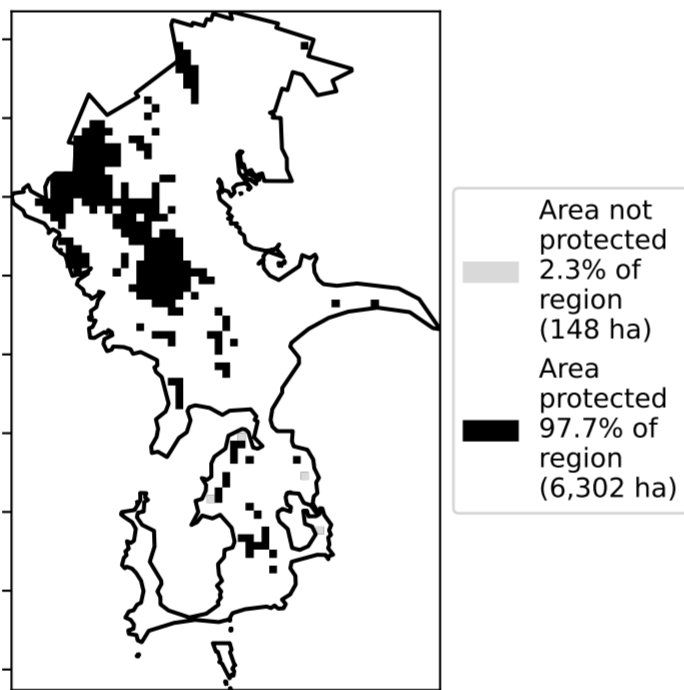 Area not
protected
2.3% of
region
(148 ha)
Area
protected
97.7% of
region
(6,302 ha)